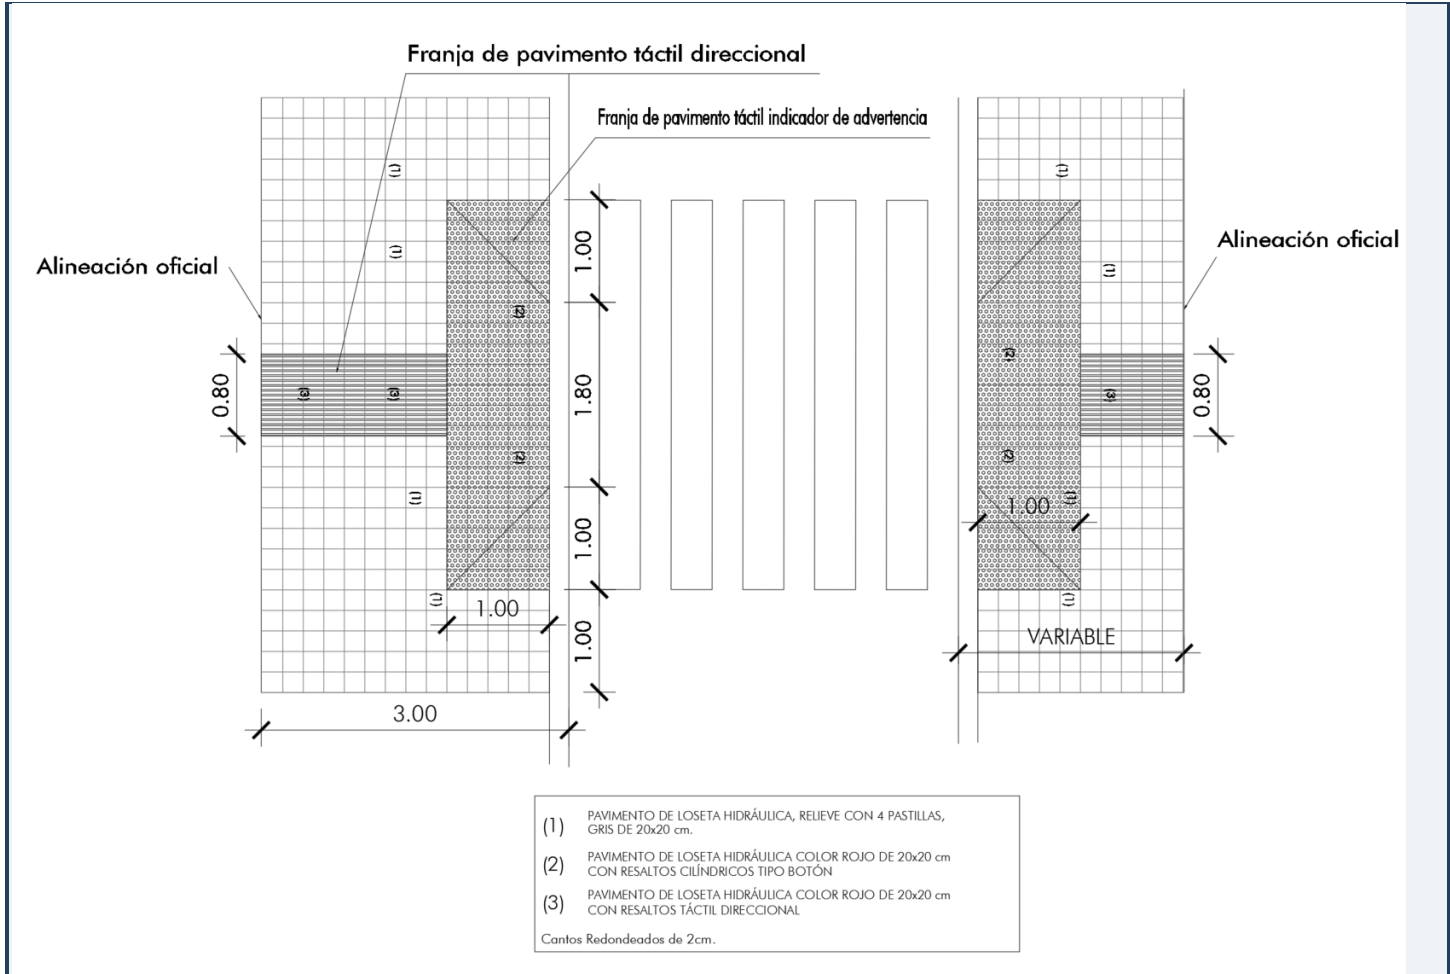 Franja de pavimento táctil direccional
Franja de pavimento táctil indicador de advertencia
(1)
(1)
1.00
(1)
Alineación oficial
Alineación oficial
(1)
(2)
(2)
0.80
(3)
(3)
1.80
(3)
0.80
(2)
(2)
(1)
(1)
1.00
1.00
(1)
1.00
(1)
1.00
VARIABLE
3.00
(1) PAVIMENTO DE LOSETA HIDRÁULICA, RELIEVE CON 4 PASTILLAS,
GRIS DE 20x20 cm.
(2) PAVIMENTO DE LOSETA HIDRÁULICA COLOR ROJO DE 20x20 cm
CON RESALTOS CILÍNDRICOS TIPO BOTÓN
(3) PAVIMENTO DE LOSETA HIDRÁULICA COLOR ROJO DE 20x20 cm
CON RESALTOS TÁCTIL DIRECCIONAL
Cantos Redondeados de 2cm.